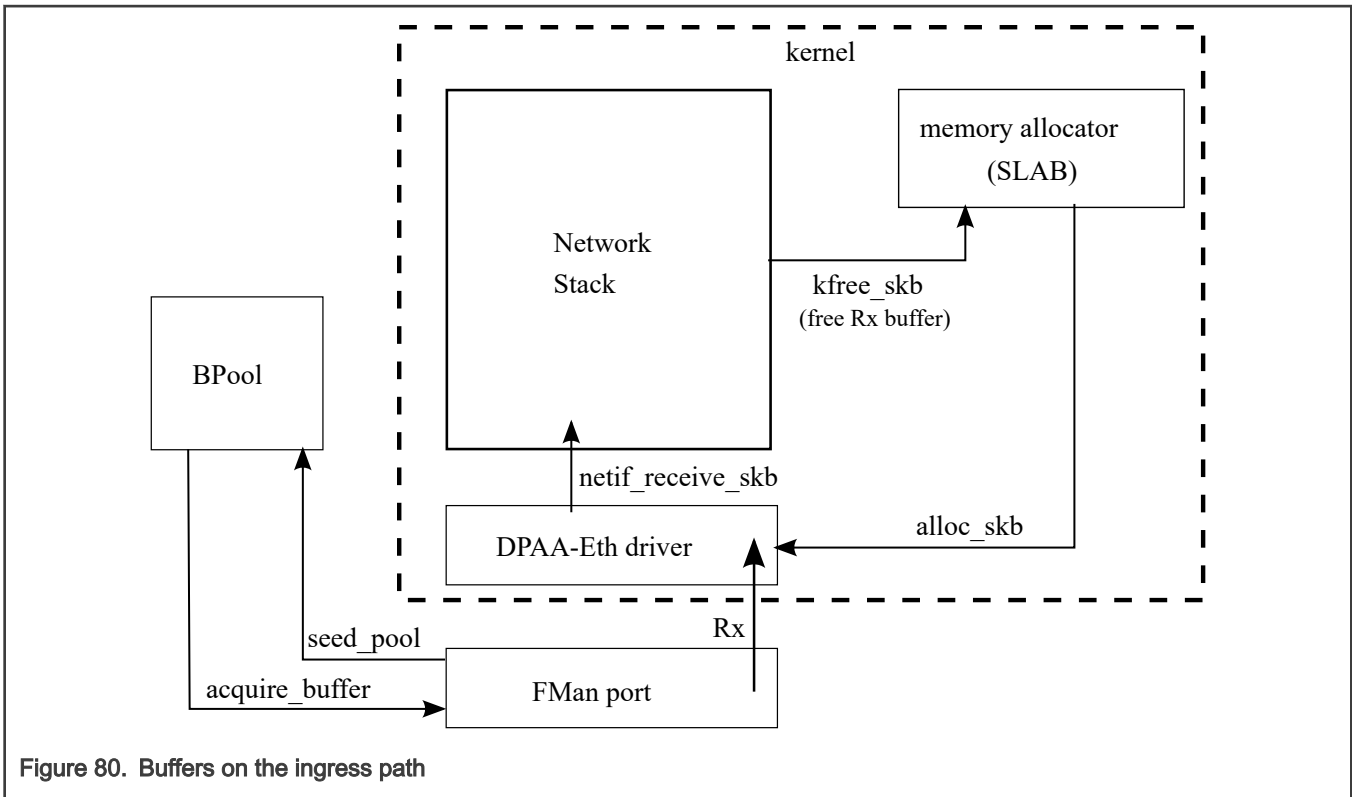 kernel
memory allocator
(SLAB)
Network
Stack
kfree_skb
(free Rx buffer)
BPool
netif_receive_skb
alloc_skb
DPAA-Eth driver
Rx
seed_pool
acquire_buffer
FMan port
Figure 80. Buffers on the ingress path